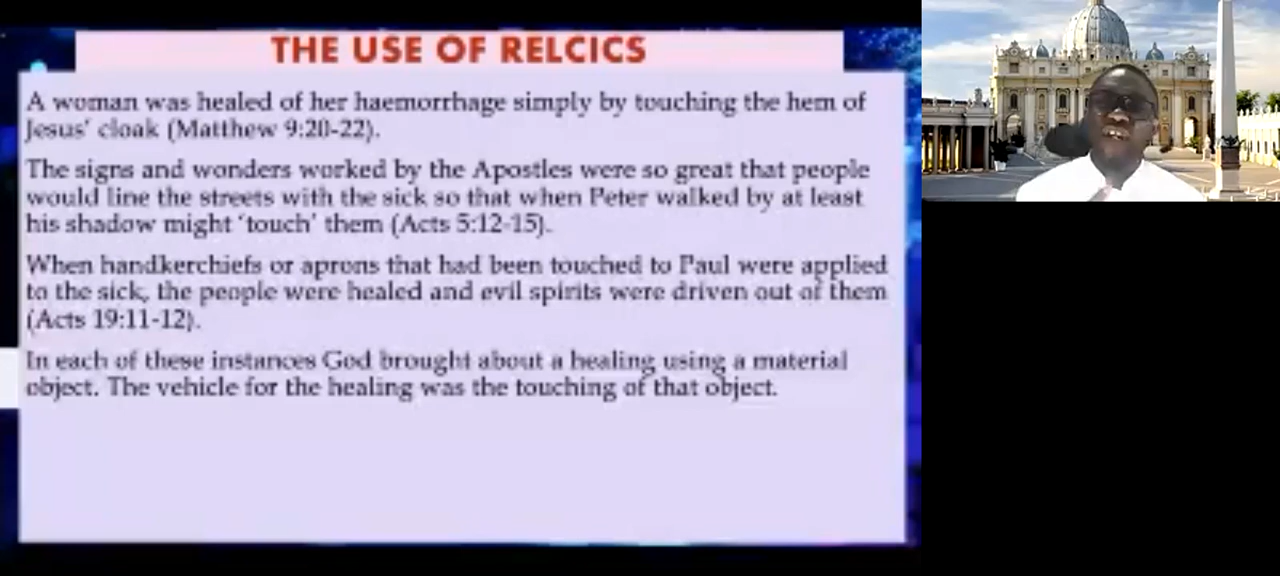 THE USE OF RELCICS
A woman was healed of her haemorrhage simply by touching the hem of
Jesus' cloak (Matthew 9:20-22).
The signs and wonders worked by the Apostles were so great that people
would line the streets with the sick so that when Peter walked by at least
his shadow might 'touch' them (Acts 5:12-15).
When handkerchiefs or aprons that had been touched to Paul were applied
to the sick, the people were healed and evil spirits were driven out of them
(Acts 19:11-12).
In each of these instances God brought about a healing using a material
object. The vehicle for the healing was the touching of that object.